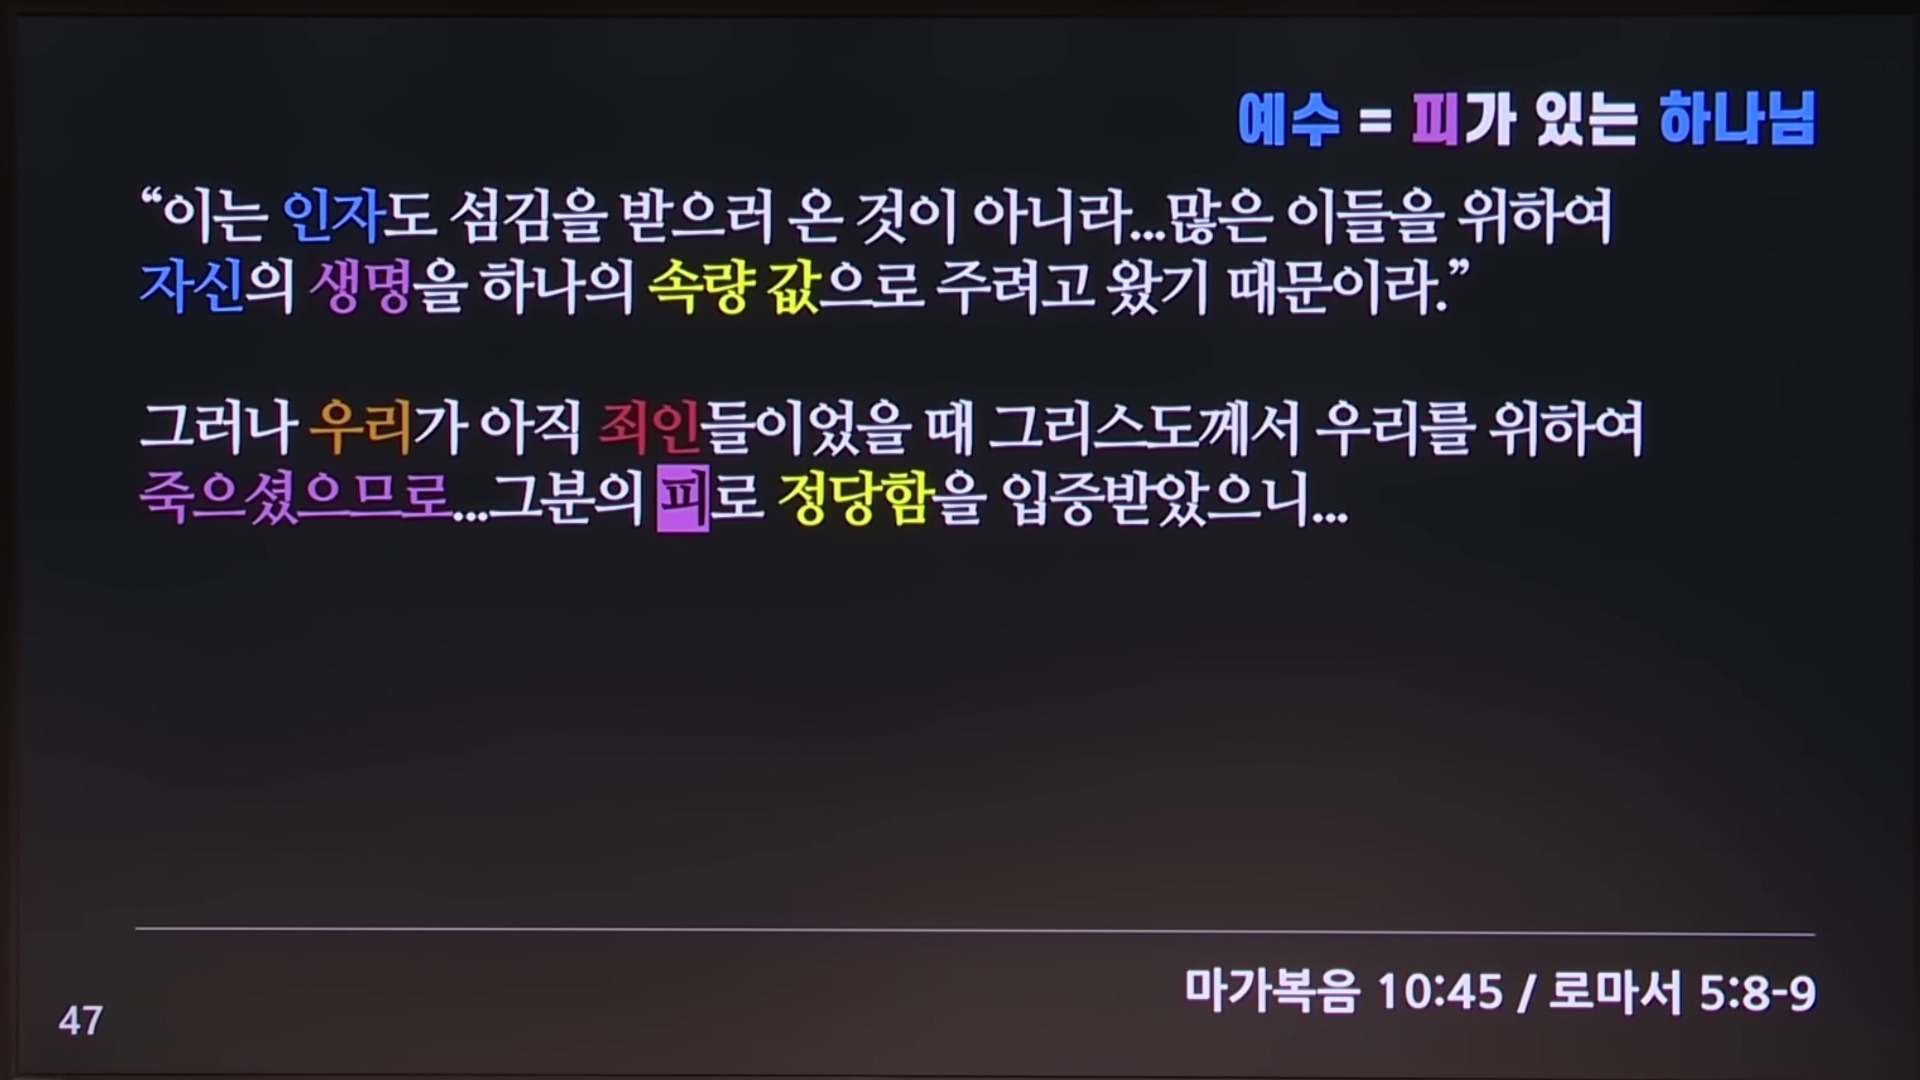 예수 = 피가 있는 하나님
“이는 인자도 섬김을 받으러 온 것이 아니라...많은 이들을 위하여
자신의 생명을 하나의 속량 값으로 주려고 왔기 때문이라.”
그러나 우리가 아직 죄인들이었을 때 그리스도께서 우리를 위하여
죽으셨으므로...그분의 피로 정당함을 입증받았으니...
마가복음 10:45 / 로마서 5:8-9
47